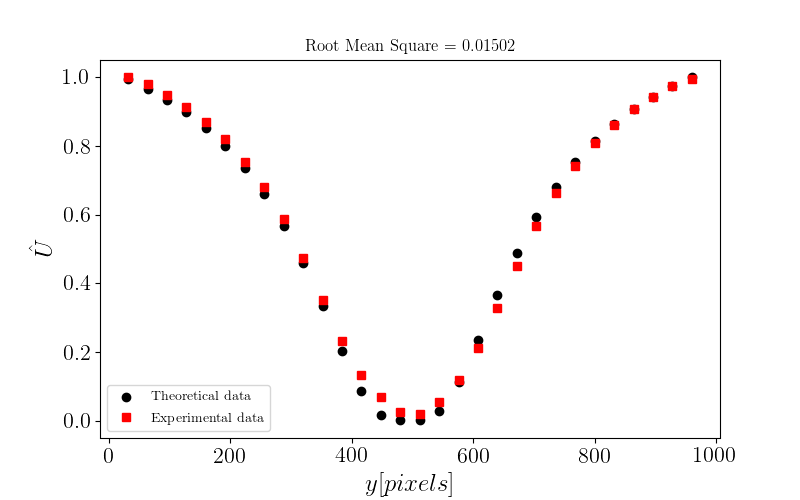 Root Mean Square = 0.01502
1.0
0.8
0.6
0.4
0.2
0.0
Û
Theoretical data
Experimental data
0 200 400 600 800 1000
y[pixels]